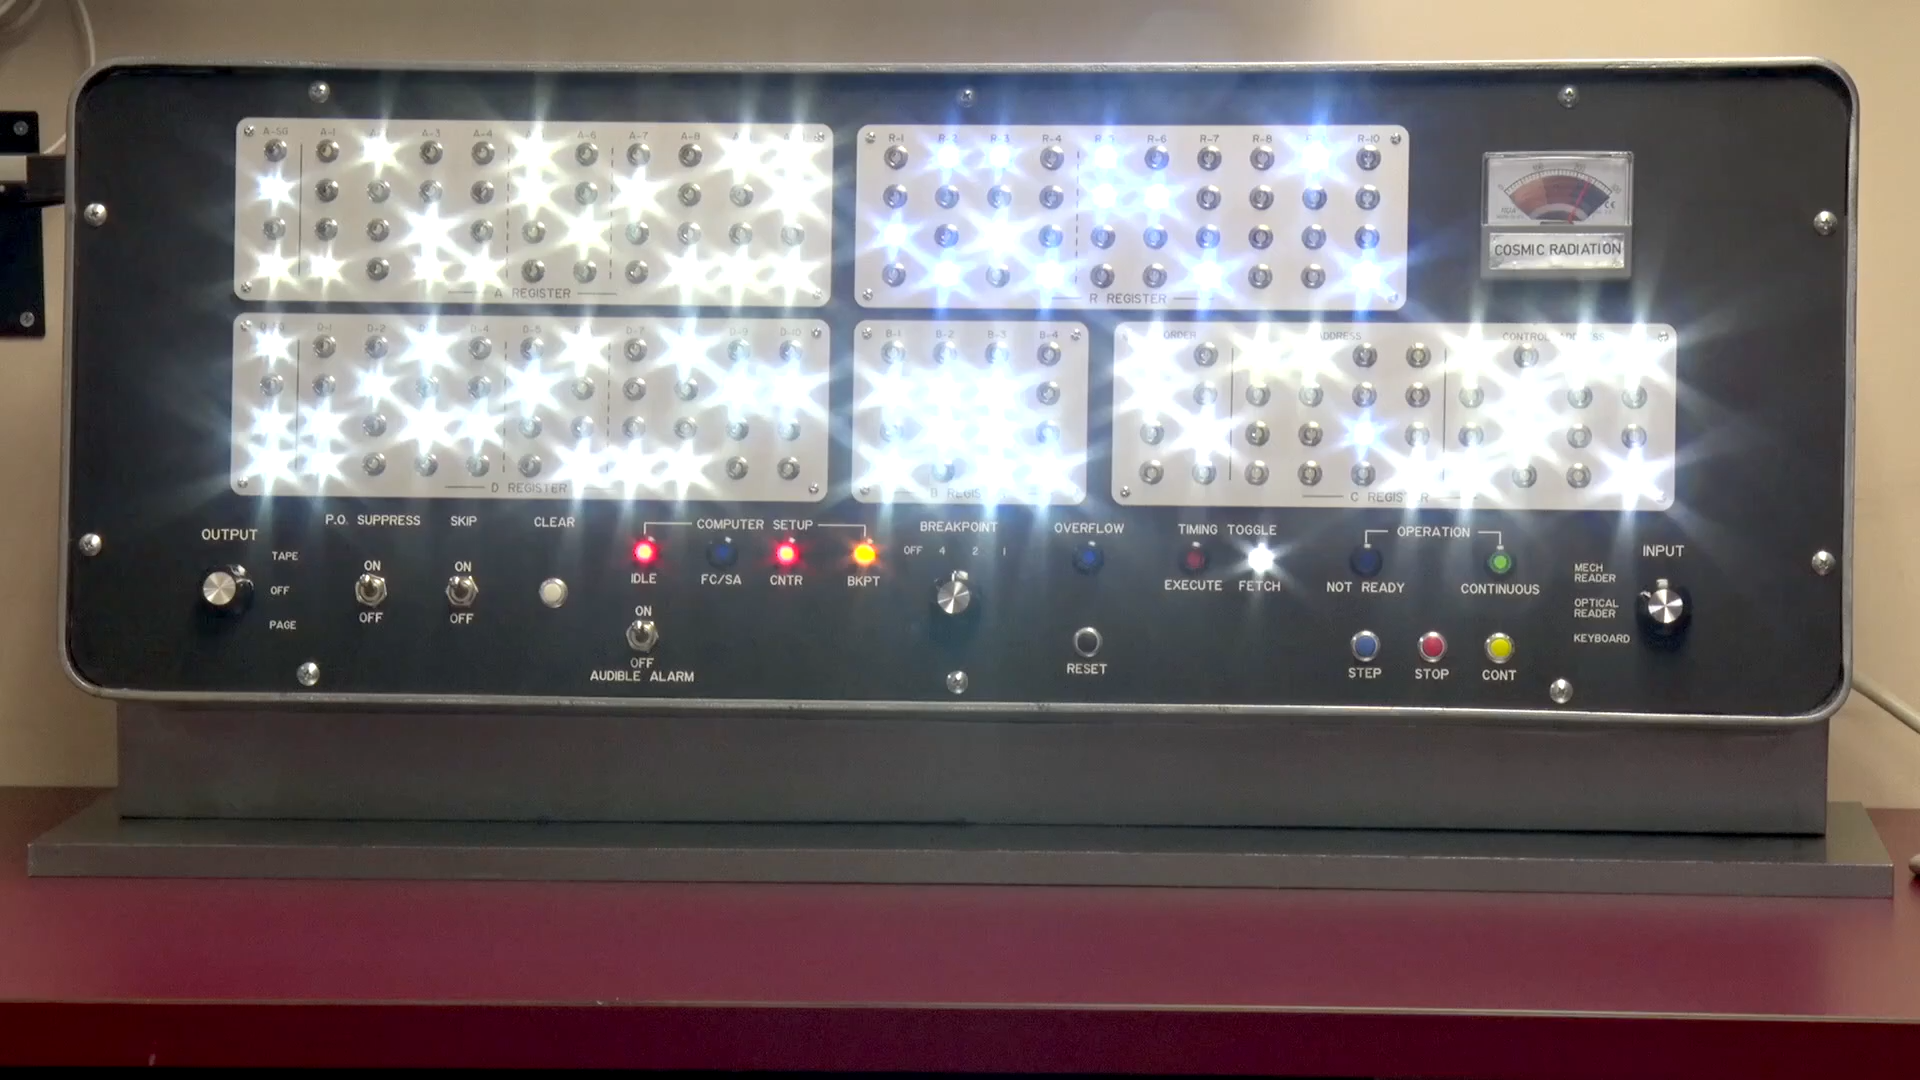 A-SG A-1 A-3 A-4 A-6 A-7 A-8
A REGISTER
R-1 R-2 R-3 R-4 R-5 R-6 R-7 R-8 R-10
R REGISTER
COSMIC RADIATION
D-1 D-2 D-4 D-5 D-7 D-9 D-10
D REGISTER
B-1 B-2 B-3 B-4
ORDER
OUTPUT
TAPE
OFF
PAGE
P.O. SUPPRESS
ON
OFF
SKIP
ON
OFF
CLEAR
COMPUTER SETUP
IDLE
FC/SA
CNTR
BKPT
ON
OFF
AUDIBLE ALARM
BREAKPOINT
OFF 4 2 1
OVERFLOW
RESET
TIMING TOGGLE
EXECUTE
FETCH
OPERATION
NOT READY
CONTINUOUS
STEP
STOP
CONT
INPUT
MECH
READER
OPTICAL
READER
KEYBOARD